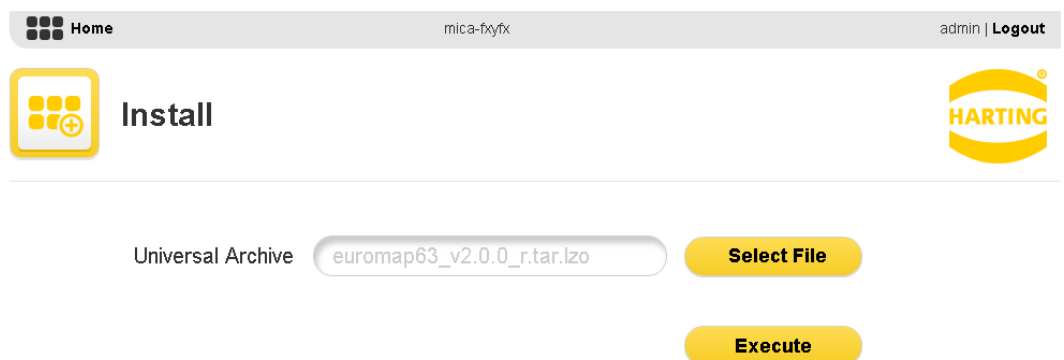 Home mica-fxyfx admin | Logout
Install
HARTING
®
Universal Archive euromap63_v2.0.0_r.tar.lzo Select File
Execute